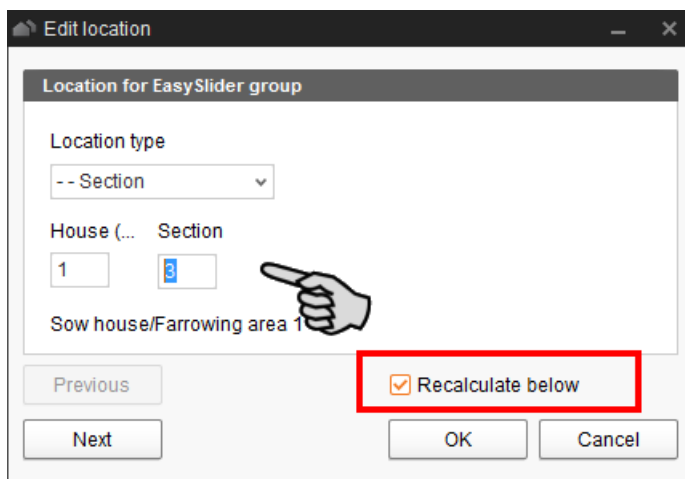 Edit location
Location for EasySlider group
Location type
- - Section
House (... Section
1 3
Sow house/Farrowing area 1
Previous Recalculate below
Next OK Cancel